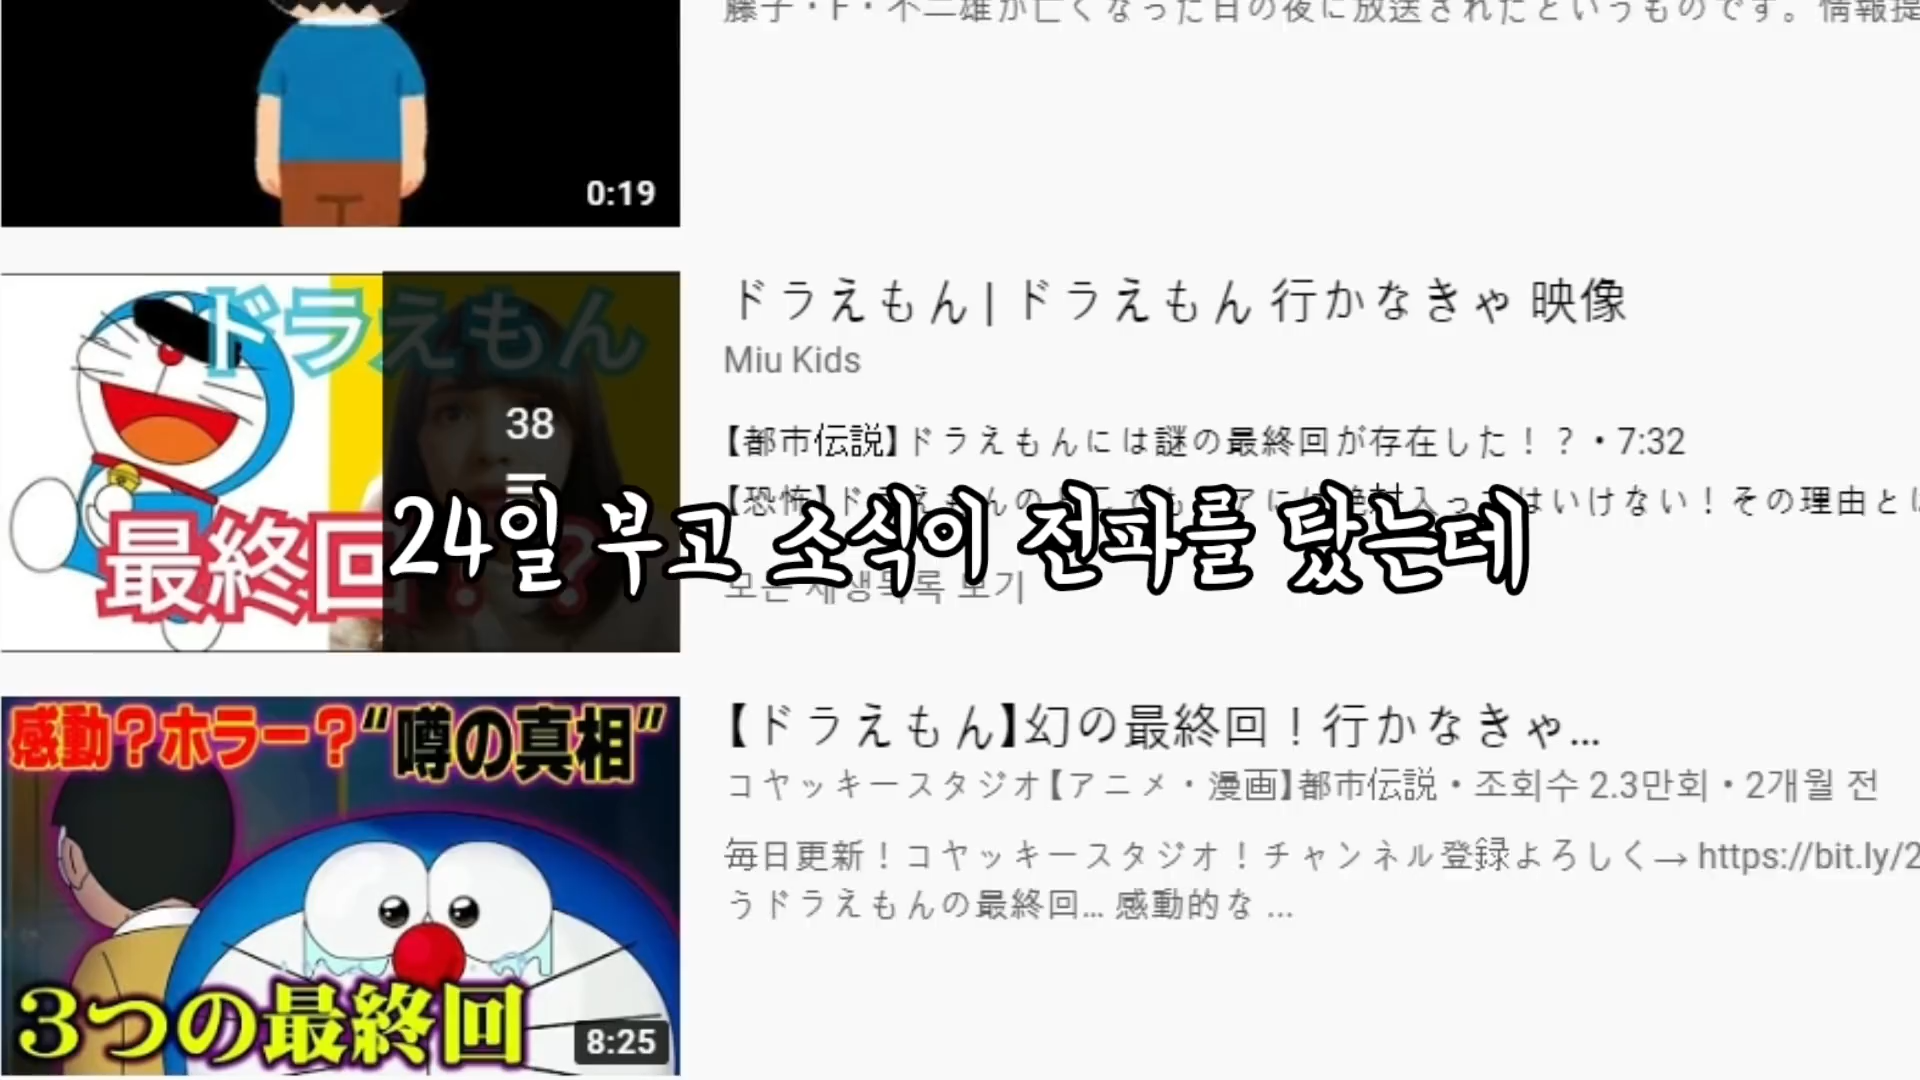 藤子・F・不二雄が亡くなった日の夜に放送されたというものです。情報提
0:19
ドラえもん | ドラえもん 行かなきゃ 映像
Miu Kids
ドラえもん
38
最終回！？
【都市伝説】ドラえもんには謎の最終回が存在した！？・7:32
はいけない！その理由とは
24일 부고 소식이 전파를 탔는데
모든 재생목록 보기
感動？ホラー？“噂の真相”
3つの最終回
8:25
【ドラえもん】幻の最終回！行かなきゃ...
コヤッキースタジオ【アニメ・漫画】都市伝説・조회수 2.3만회・2개월 전
毎日更新！コヤッキースタジオ！チャンネル登録よろしく→ https://bit.ly/2
うドラえもんの最終回... 感動的な ...